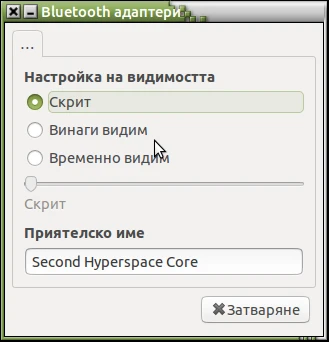 Bluetooth адаптери
...
Настройка на видимостта
Скрит
Винаги видим
Временно видим
Скрит
Приятелско име
Second Hyperspace Core
Затваряне